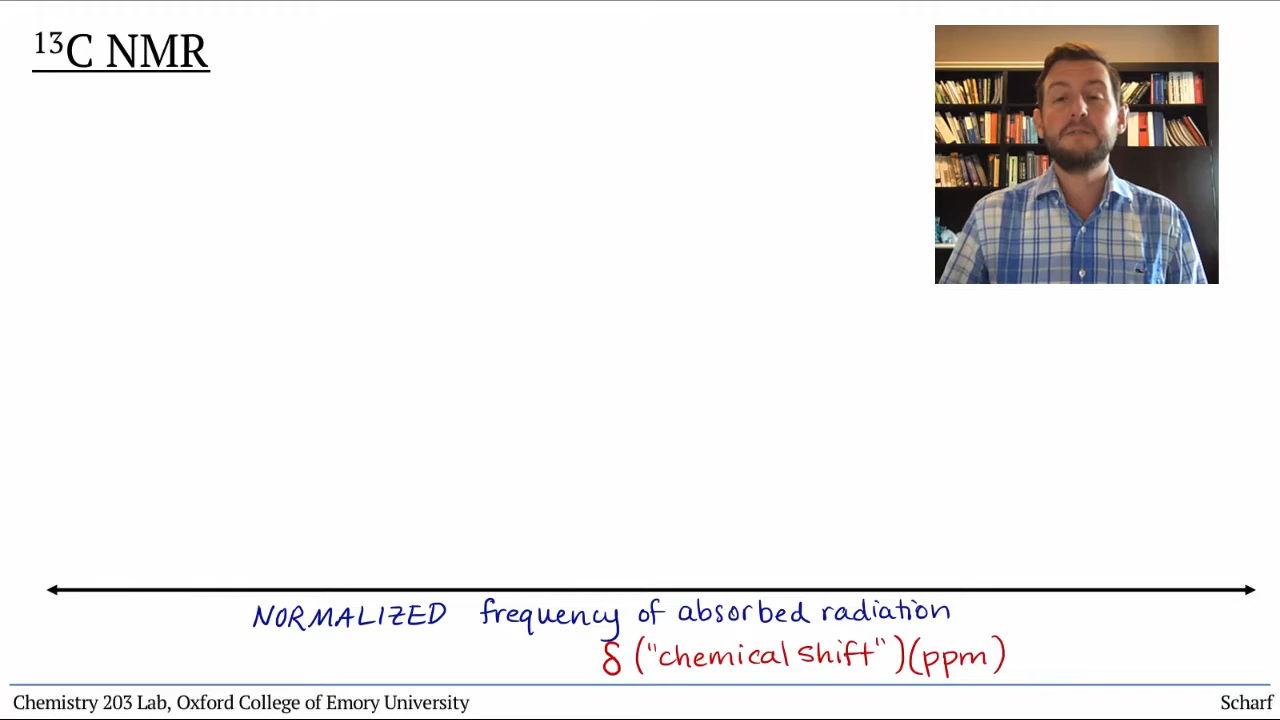 ¹³C NMR
NORMALIZED frequency of absorbed radiation
δ ("chemical shift")(ppm)
Chemistry 203 Lab, Oxford College of Emory University
Scharf